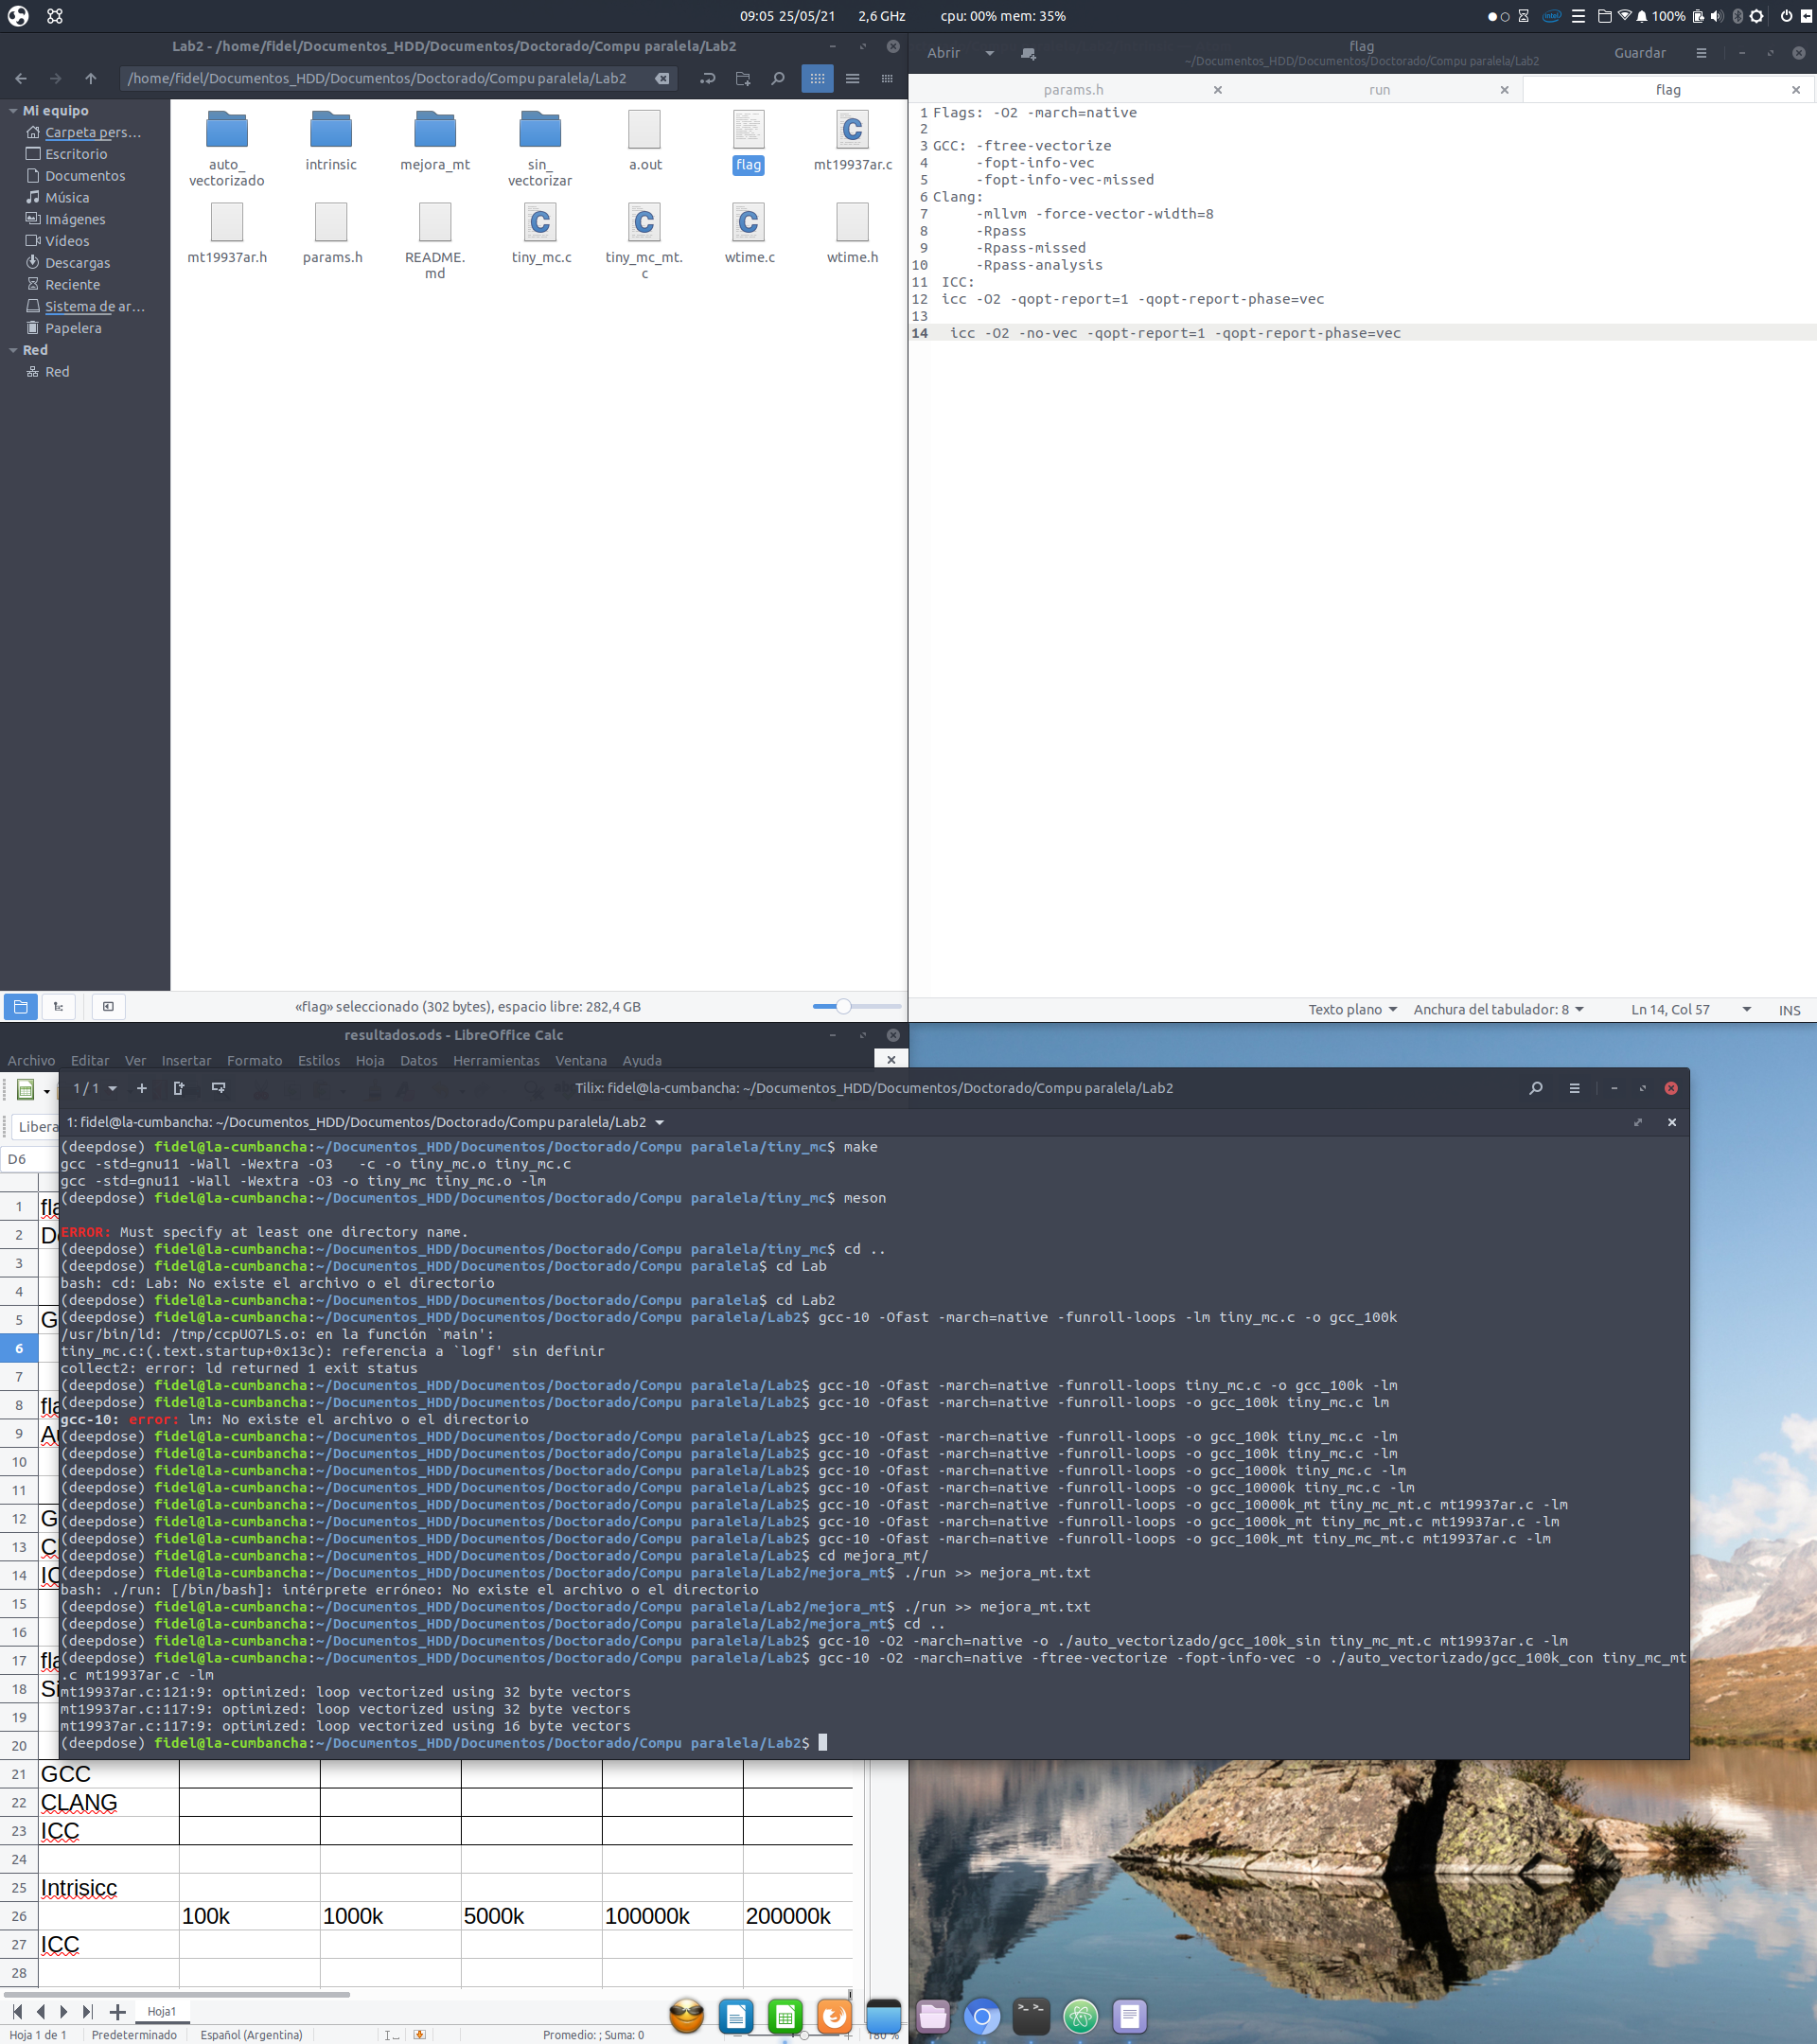 09:05 25/05/21 2,6 GHz cpu: 00% mem: 35% 100%
Lab2 - /home/fidel/Documentos_HDD/Documentos/Doctorado/Compu paralela/Lab2
/home/fidel/Documentos_HDD/Documentos/Doctorado/Compu paralela/Lab2
Mi equipo
Carpeta pers...
Escritorio
Documentos
Música
Imágenes
Vídeos
Descargas
Reciente
Sistema de ar...
Papelera
Red
Red
auto_
vectorizado
intrinsic
mejora_mt
sin_
vectorizar
a.out
flag
mt19937ar.c
mt19937ar.h
params.h
README.
md
tiny_mc.c
tiny_mc_mt.
c
wtime.c
wtime.h
«flag» seleccionado (302 bytes), espacio libre: 282,4 GB
Abrir
flag
~/Documentos_HDD/Documentos/Doctorado/Compu paralela/Lab2
Guardar
params.h run flag
1 Flags: -O2 -march=native
2
3 GCC: -ftree-vectorize
4 -fopt-info-vec
5 -fopt-info-vec-missed
6 Clang:
7 -mllvm -force-vector-width=8
8 -Rpass
9 -Rpass-missed
10 -Rpass-analysis
11 ICC:
12 icc -O2 -qopt-report=1 -qopt-report-phase=vec
13
14 icc -O2 -no-vec -qopt-report=1 -qopt-report-phase=vec
Texto plano Anchura del tabulador: 8 Ln 14, Col 57 INS
resultados.ods - LibreOffice Calc
Archivo Editar Ver Insertar Formato Estilos Hoja Datos Herramientas Ventana Ayuda
Libera
D6
1 / 1
Tilix: fidel@la-cumbancha: ~/Documentos_HDD/Documentos/Doctorado/Compu paralela/Lab2
1: fidel@la-cumbancha: ~/Documentos_HDD/Documentos/Doctorado/Compu paralela/Lab2
(deepdose) fidel@la-cumbancha:~/Documentos_HDD/Documentos/Doctorado/Compu paralela/tiny_mc$ make
gcc -std=gnu11 -Wall -Wextra -O3   -c -o tiny_mc.o tiny_mc.c
gcc -std=gnu11 -Wall -Wextra -O3 -o tiny_mc tiny_mc.o -lm
(deepdose) fidel@la-cumbancha:~/Documentos_HDD/Documentos/Doctorado/Compu paralela/tiny_mc$ meson
ERROR: Must specify at least one directory name.
(deepdose) fidel@la-cumbancha:~/Documentos_HDD/Documentos/Doctorado/Compu paralela/tiny_mc$ cd ..
(deepdose) fidel@la-cumbancha:~/Documentos_HDD/Documentos/Doctorado/Compu paralela$ cd Lab
bash: cd: Lab: No existe el archivo o el directorio
(deepdose) fidel@la-cumbancha:~/Documentos_HDD/Documentos/Doctorado/Compu paralela$ cd Lab2
(deepdose) fidel@la-cumbancha:~/Documentos_HDD/Documentos/Doctorado/Compu paralela/Lab2$ gcc-10 -Ofast -march=native -funroll-loops -lm tiny_mc.c -o gcc_100k
/usr/bin/ld: /tmp/ccpUO7LS.o: en la función `main':
tiny_mc.c:(.text.startup+0x13c): referencia a `logf' sin definir
collect2: error: ld returned 1 exit status
(deepdose) fidel@la-cumbancha:~/Documentos_HDD/Documentos/Doctorado/Compu paralela/Lab2$ gcc-10 -Ofast -march=native -funroll-loops tiny_mc.c -o gcc_100k -lm
(deepdose) fidel@la-cumbancha:~/Documentos_HDD/Documentos/Doctorado/Compu paralela/Lab2$ gcc-10 -Ofast -march=native -funroll-loops -o gcc_100k tiny_mc.c lm
gcc-10: error: lm: No existe el archivo o el directorio
(deepdose) fidel@la-cumbancha:~/Documentos_HDD/Documentos/Doctorado/Compu paralela/Lab2$ gcc-10 -Ofast -march=native -funroll-loops -o gcc_100k tiny_mc.c -lm
(deepdose) fidel@la-cumbancha:~/Documentos_HDD/Documentos/Doctorado/Compu paralela/Lab2$ gcc-10 -Ofast -march=native -funroll-loops -o gcc_100k tiny_mc.c -lm
(deepdose) fidel@la-cumbancha:~/Documentos_HDD/Documentos/Doctorado/Compu paralela/Lab2$ gcc-10 -Ofast -march=native -funroll-loops -o gcc_1000k tiny_mc.c -lm
(deepdose) fidel@la-cumbancha:~/Documentos_HDD/Documentos/Doctorado/Compu paralela/Lab2$ gcc-10 -Ofast -march=native -funroll-loops -o gcc_10000k tiny_mc.c -lm
(deepdose) fidel@la-cumbancha:~/Documentos_HDD/Documentos/Doctorado/Compu paralela/Lab2$ gcc-10 -Ofast -march=native -funroll-loops -o gcc_10000k_mt tiny_mc_mt.c mt19937ar.c -lm
(deepdose) fidel@la-cumbancha:~/Documentos_HDD/Documentos/Doctorado/Compu paralela/Lab2$ gcc-10 -Ofast -march=native -funroll-loops -o gcc_1000k_mt tiny_mc_mt.c mt19937ar.c -lm
(deepdose) fidel@la-cumbancha:~/Documentos_HDD/Documentos/Doctorado/Compu paralela/Lab2$ gcc-10 -Ofast -march=native -funroll-loops -o gcc_100k_mt tiny_mc_mt.c mt19937ar.c -lm
(deepdose) fidel@la-cumbancha:~/Documentos_HDD/Documentos/Doctorado/Compu paralela/Lab2$ cd mejora_mt/
(deepdose) fidel@la-cumbancha:~/Documentos_HDD/Documentos/Doctorado/Compu paralela/Lab2/mejora_mt$ ./run >> mejora_mt.txt
bash: ./run: [/bin/bash]: intérprete erróneo: No existe el archivo o el directorio
(deepdose) fidel@la-cumbancha:~/Documentos_HDD/Documentos/Doctorado/Compu paralela/Lab2/mejora_mt$ ./run >> mejora_mt.txt
(deepdose) fidel@la-cumbancha:~/Documentos_HDD/Documentos/Doctorado/Compu paralela/Lab2/mejora_mt$ cd ..
(deepdose) fidel@la-cumbancha:~/Documentos_HDD/Documentos/Doctorado/Compu paralela/Lab2$ gcc-10 -O2 -march=native -o ./auto_vectorizado/gcc_100k_sin tiny_mc_mt.c mt19937ar.c -lm
(deepdose) fidel@la-cumbancha:~/Documentos_HDD/Documentos/Doctorado/Compu paralela/Lab2$ gcc-10 -O2 -march=native -ftree-vectorize -fopt-info-vec -o ./auto_vectorizado/gcc_100k_con tiny_mc_mt
.c mt19937ar.c -lm
mt19937ar.c:121:9: optimized: loop vectorized using 32 byte vectors
mt19937ar.c:117:9: optimized: loop vectorized using 32 byte vectors
mt19937ar.c:117:9: optimized: loop vectorized using 16 byte vectors
(deepdose) fidel@la-cumbancha:~/Documentos_HDD/Documentos/Doctorado/Compu paralela/Lab2$
1 fla
2 De
3
4
5 G
6
7
8 fla
9 Au
10
11
12 G
13 C
14 IC
15
16
17 fla
18 Si
19
20
21 GCC
22 CLANG
23 ICC
24
25 Intrisicc
26 100k 1000k 5000k 100000k 200000k
27 ICC
28
Hoja1
Hoja 1 de 1 Predeterminado Español (Argentina) Promedio: ; Suma: 0 180 %